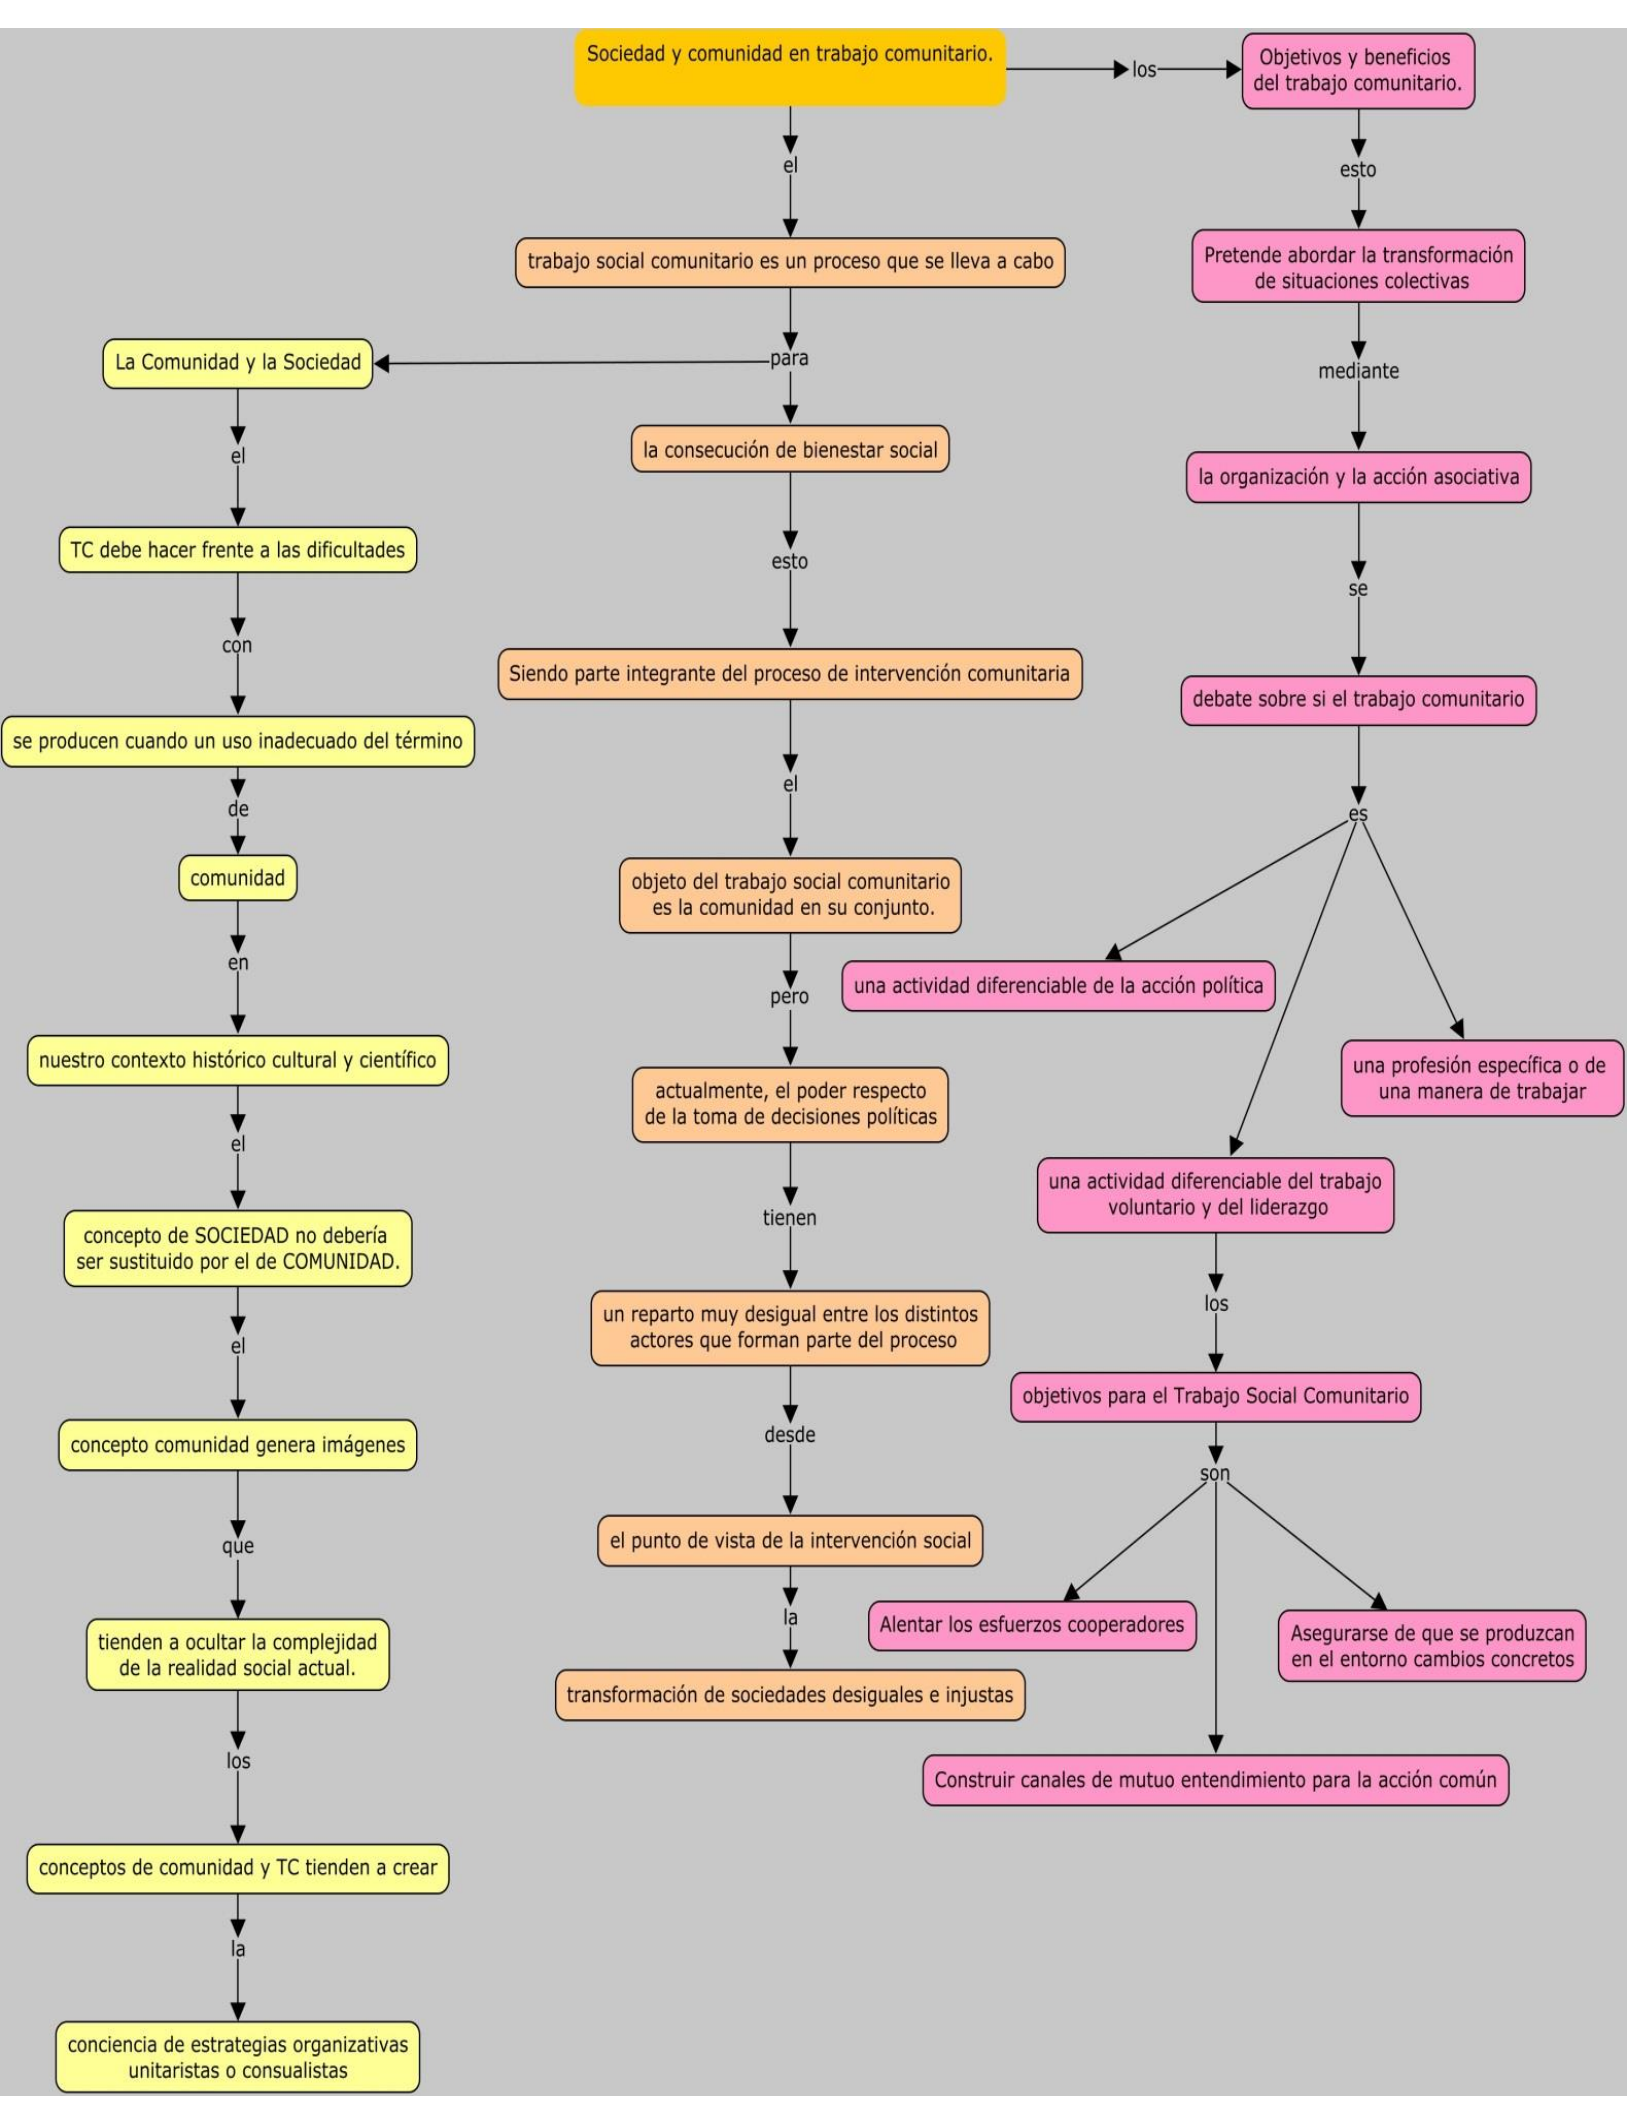 Sociedad y comunidad en trabajo comunitario.
el
trabajo social comunitario es un proceso que se lleva a cabo
para
La Comunidad y la Sociedad
el
TC debe hacer frente a las dificultades
con
se producen cuando un uso inadecuado del término
de
comunidad
en
nuestro contexto histórico cultural y científico
el
concepto de SOCIEDAD no debería
ser sustituido por el de COMUNIDAD.
el
concepto comunidad genera imágenes
que
tienden a ocultar la complejidad
de la realidad social actual.
los
conceptos de comunidad y TC tienden a crear
la
conciencia de estrategias organizativas
unitaristas o consualistas
la consecución de bienestar social
esto
Siendo parte integrante del proceso de intervención comunitaria
el
objeto del trabajo social comunitario
es la comunidad en su conjunto.
pero
actualmente, el poder respecto
de la toma de decisiones políticas
tienen
un reparto muy desigual entre los distintos
actores que forman parte del proceso
desde
el punto de vista de la intervención social
la
transformación de sociedades desiguales e injustas
los
Objetivos y beneficios
del trabajo comunitario.
esto
Pretende abordar la transformación
de situaciones colectivas
mediante
la organización y la acción asociativa
se
debate sobre si el trabajo comunitario
es
una actividad diferenciable de la acción política
una profesión específica o de
una manera de trabajar
una actividad diferenciable del trabajo
voluntario y del liderazgo
los
objetivos para el Trabajo Social Comunitario
son
Alentar los esfuerzos cooperadores
Asegurarse de que se produzcan
en el entorno cambios concretos
Construir canales de mutuo entendimiento para la acción común